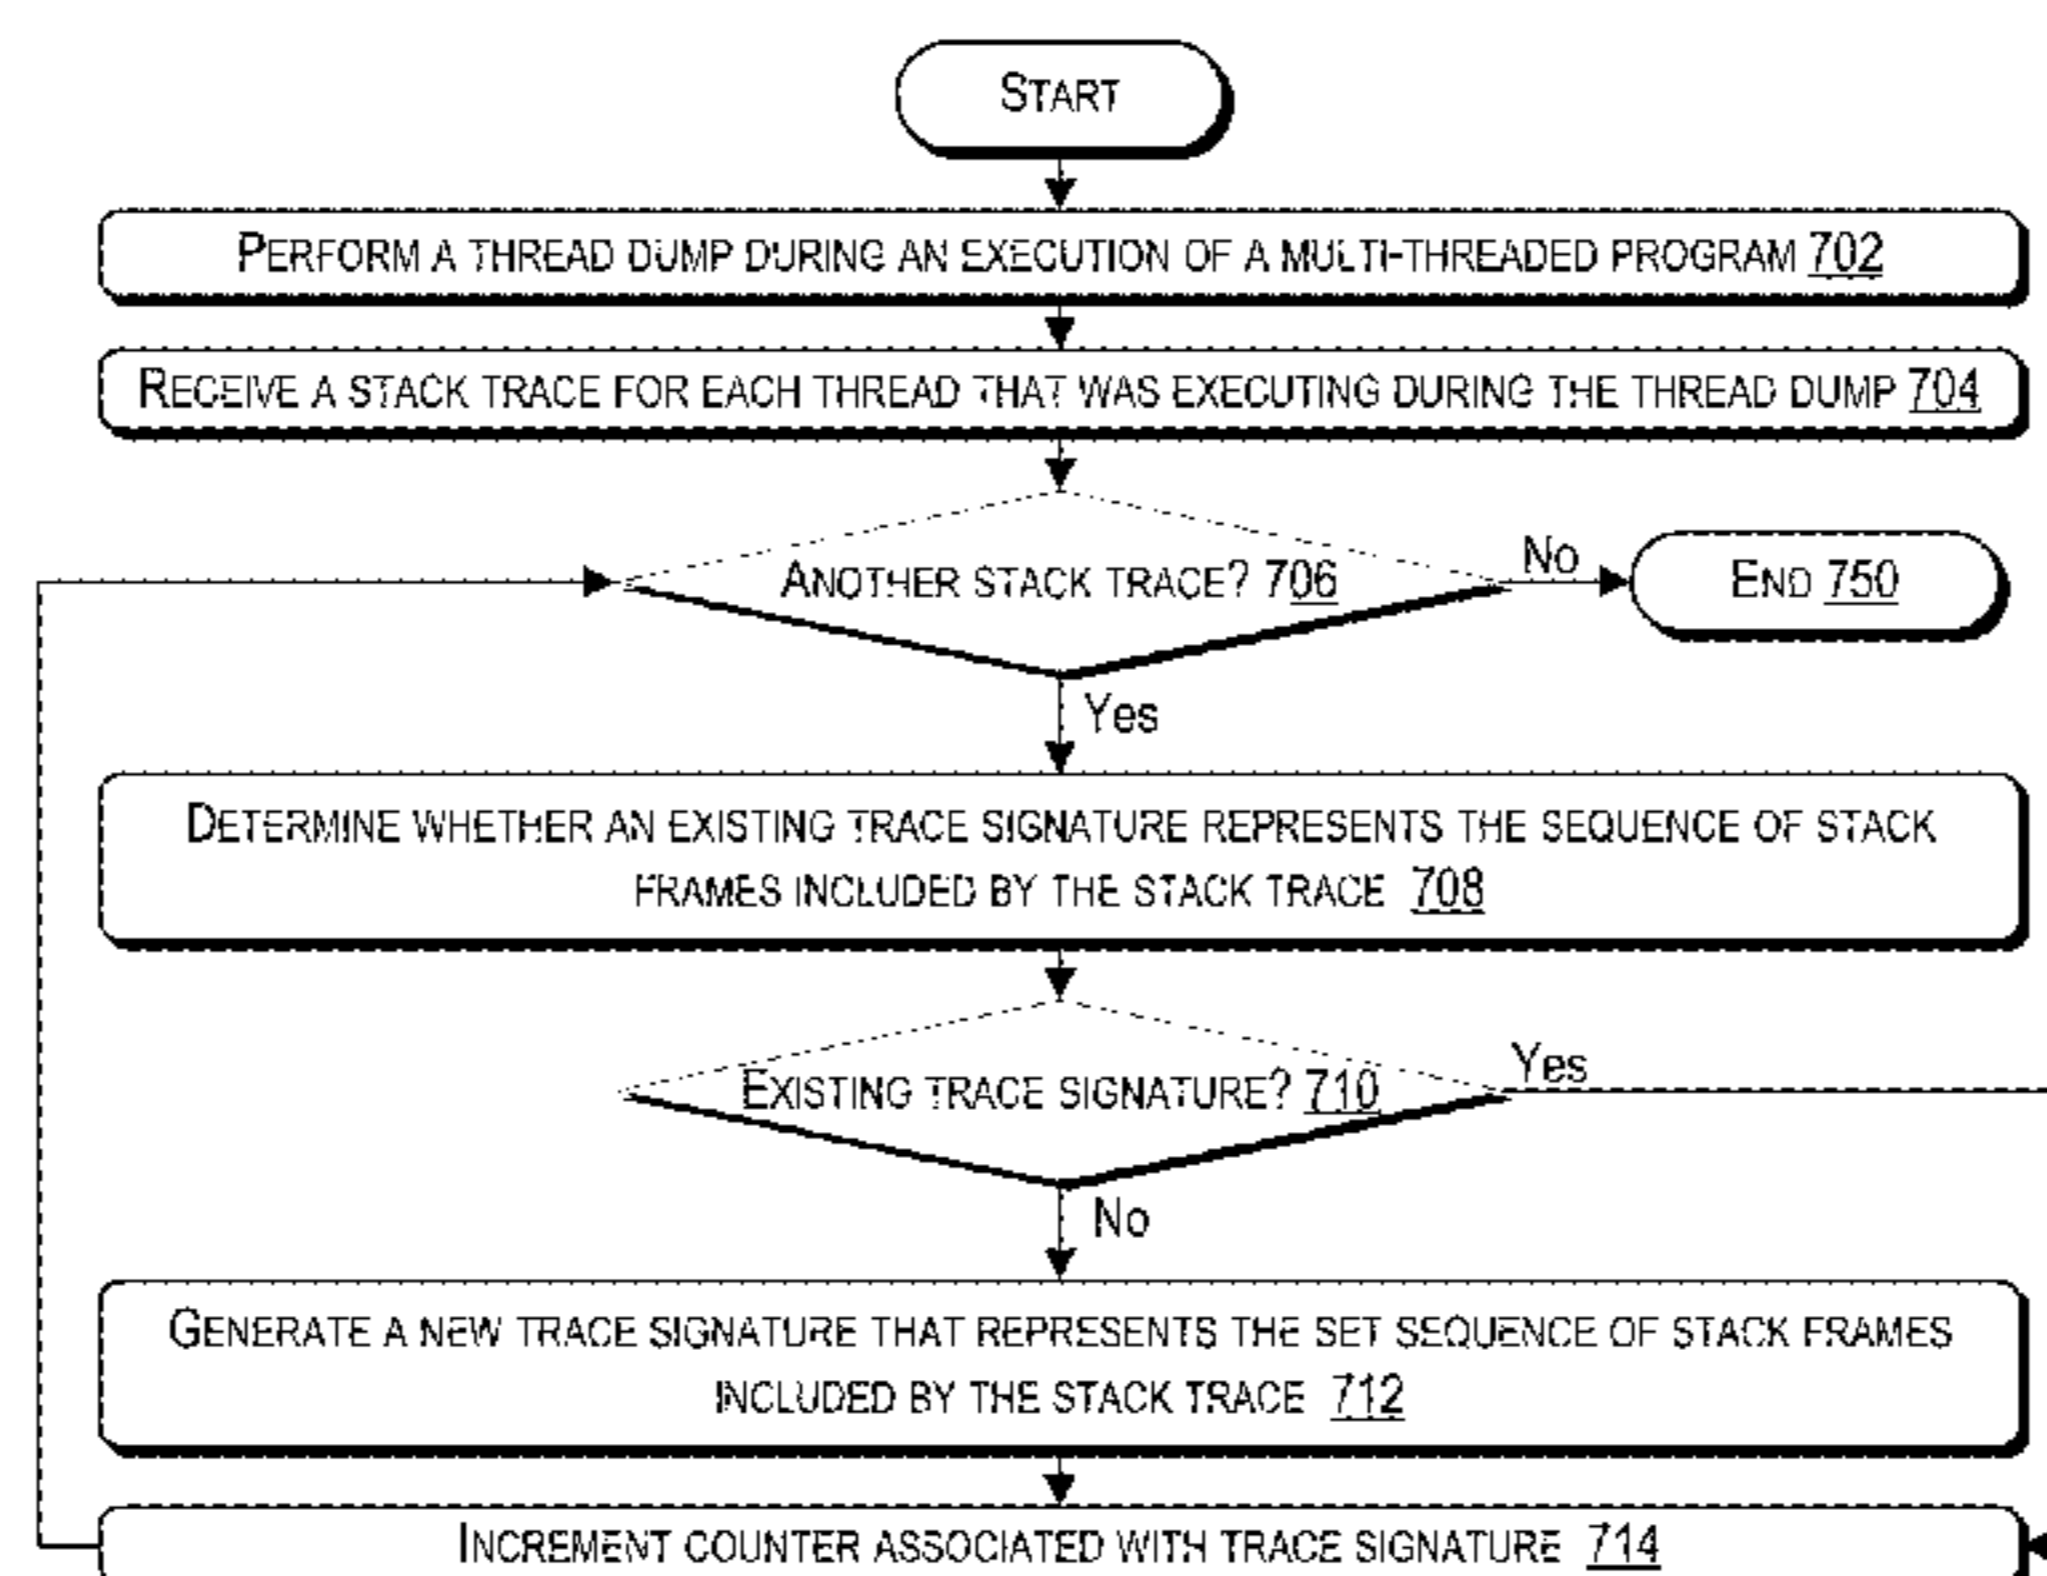 START
PERFORM A THREAD DUMP DURING AN EXECUTION OF A MULTI-THREADED PROGRAM 702
RECEIVE A STACK TRACE FOR EACH THREAD THAT WAS EXECUTING DURING THE THREAD DUMP 704
ANOTHER STACK TRACE? 706
No
END 750
Yes
DETERMINE WHETHER AN EXISTING TRACE SIGNATURE REPRESENTS THE SEQUENCE OF STACK
FRAMES INCLUDED BY THE STACK TRACE 708
EXISTING TRACE SIGNATURE? 710
Yes
No
GENERATE A NEW TRACE SIGNATURE THAT REPRESENTS THE SET SEQUENCE OF STACK FRAMES
INCLUDED BY THE STACK TRACE 712
INCREMENT COUNTER ASSOCIATED WITH TRACE SIGNATURE 714